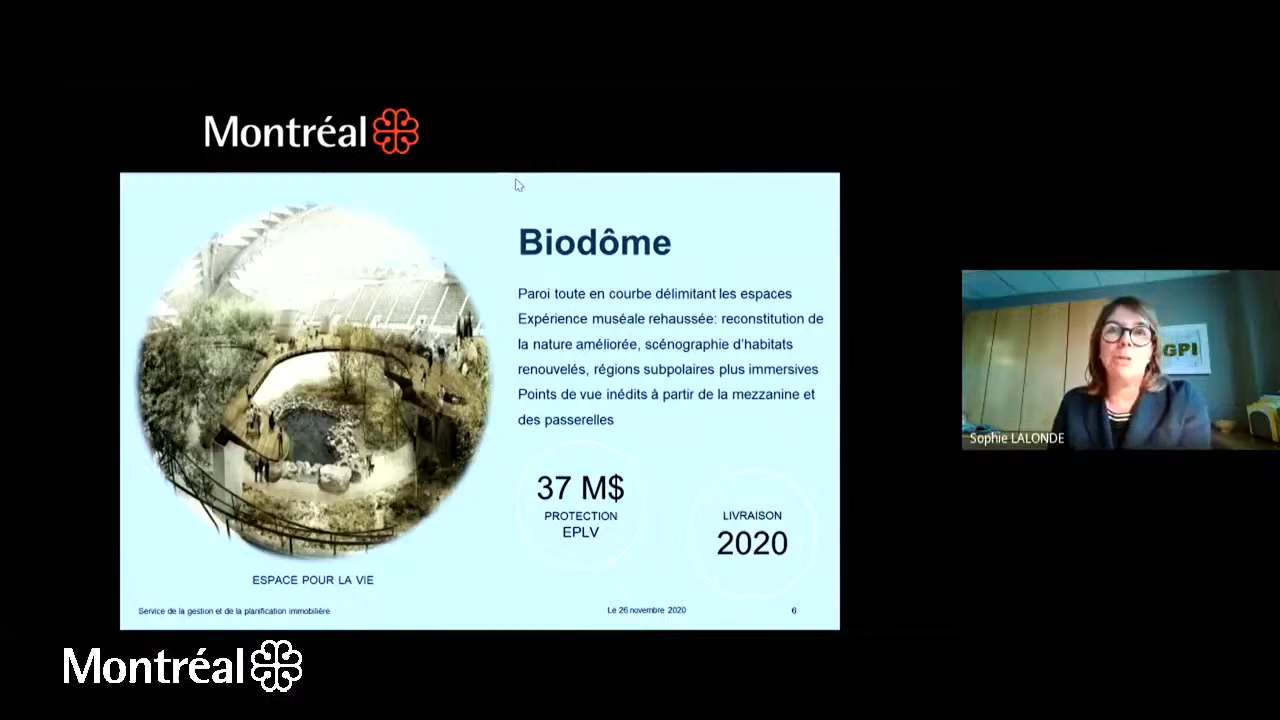 Montréal
Biodôme
Paroi toute en courbe délimitant les espaces
Expérience muséale rehaussée: reconstitution de
la nature améliorée, scénographie d'habitats
renouvelés, régions subpolaires plus immersives
Points de vue inédits à partir de la mezzanine et
des passerelles
37 M$
PROTECTION
EPLV
LIVRAISON
2020
ESPACE POUR LA VIE
Service de la gestion et de la planification immobilière
Le 26 novembre 2020
6
GPI
Sophie LALONDE
Montréal